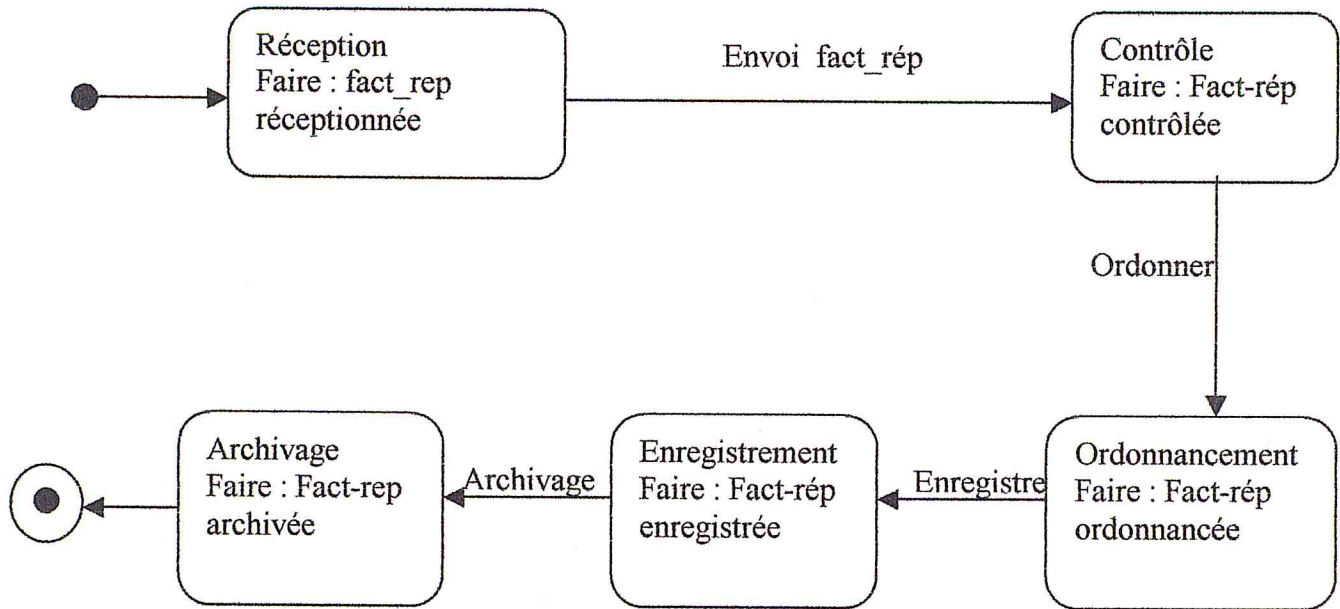 Réception
Faire : fact_rep
réceptionnée
Envoi fact_rép
Contrôle
Faire : Fact-rép
contrôlée
Ordonner
Ordonnancement
Faire : Fact-rép
ordonnancée
Enregistre
Enregistrement
Faire : Fact-rép
enregistrée
Archivage
Archivage
Faire : Fact-rep
archivée